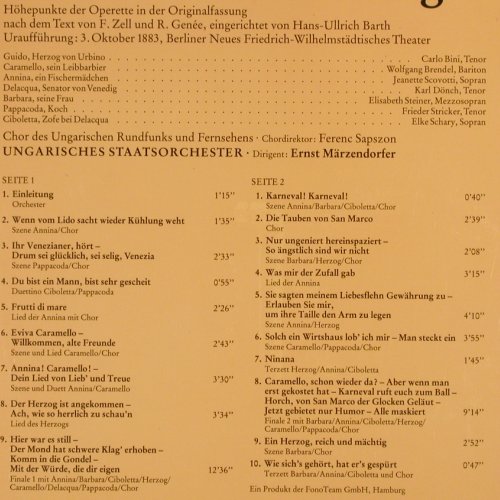 Höhepunkte der Operette in der Originalfassung
nach dem Text von F. Zell und R. Genée, eingerichtet von Hans-Ullrich Barth
Uraufführung: 3. Oktober 1883, Berliner Neues Friedrich-Wilhelmstädtisches Theater
Guido, Herzog von Urbino Carlo Bini, Tenor
Caramello, sein Leibbarbier Wolfgang Brendel, Bariton
Annina, ein Fischermädchen Jeanette Scovotti, Sopran
Delacqua, Senator von Venedig Karl Dönch, Tenor
Barbara, seine Frau Elisabeth Steiner, Mezzosopran
Pappacoda, Koch Frieder Stricker, Tenor
Ciboletta, Zofe bei Delacqua Elke Schary, Sopran
Chor des Ungarischen Rundfunks und Fernsehens · Chordirektor: Ferenc Sapszon
UNGARISCHES STAATSORCHESTER · Dirigent: Ernst Märzendorfer
SEITE 1
1. Einleitung 1'15"
Orchester
2. Wenn vom Lido sacht wieder Kühlung weht 1'35"
Szene Annina/Chor
3. Ihr Venezianer, hört –
Drum sei glücklich, sei selig, Venezia 2'33"
Szene Pappacoda/Chor
4. Du bist ein Mann, bist sehr gescheit 0'55"
Duettino Ciboletta/Pappacoda
5. Frutti di mare 2'26"
Lied der Annina mit Chor
6. Eviva Caramello –
Willkommen, alte Freunde 2'43"
Szene und Lied Caramello/Chor
7. Annina! Caramello! –
Dein Lied von Lieb' und Treue 3'30"
Szene und Duett Annina/Caramello
8. Der Herzog ist angekommen –
Ach, wie so herrlich zu schau'n 3'34"
Lied des Herzogs
9. Hier war es still –
Der Mond hat schwere Klag' erhoben –
Komm in die Gondel –
Mit der Würde, die dir eigen 12'36"
Finale 1 mit Annina/Barbara/Ciboletta/Herzog/
Caramello/Delacqua/Pappacoda/Chor
SEITE 2
1. Karneval! Karneval! 0'40"
Szene Annina/Barbara/Ciboletta/Chor
2. Die Tauben von San Marco 2'39"
Chor
3. Nur ungeniert hereinspaziert –
So ängstlich sind wir nicht 2'08"
Szene Barbara/Herzog/Chor
4. Was mir der Zufall gab 3'15"
Lied der Annina
5. Sie sagten meinem Liebesflehn Gewährung zu –
Erlauben Sie mir,
um ihre Taille den Arm zu legen 4'10"
Szene Annina/Herzog
6. Solch ein Wirtshaus lob' ich mir – Man steckt ein 3'55"
Szene Caramello/Pappacoda/Chor
7. Ninana 1'45"
Terzett Herzog/Annina/Ciboletta
8. Caramello, schon wieder da? – Aber wenn man
erst gekostet hat – Karneval ruft euch zum Ball –
Horch, von San Marco der Glocken Geläut –
Jetzt gebietet nur Humor – Alle maskiert 9'14"
Finale 2 mit Barbara/Annina/Ciboletta/Herzog/
Caramello/Pappacoda/Chor
9. Ein Herzog, reich und mächtig 2'52"
Szene Herzog/Chor
10. Wie sich's gehört, hat er's gespürt 0'47"
Terzett Barbara/Annina/Ciboletta
Ein Produkt der FonoTeam GmbH, Hamburg